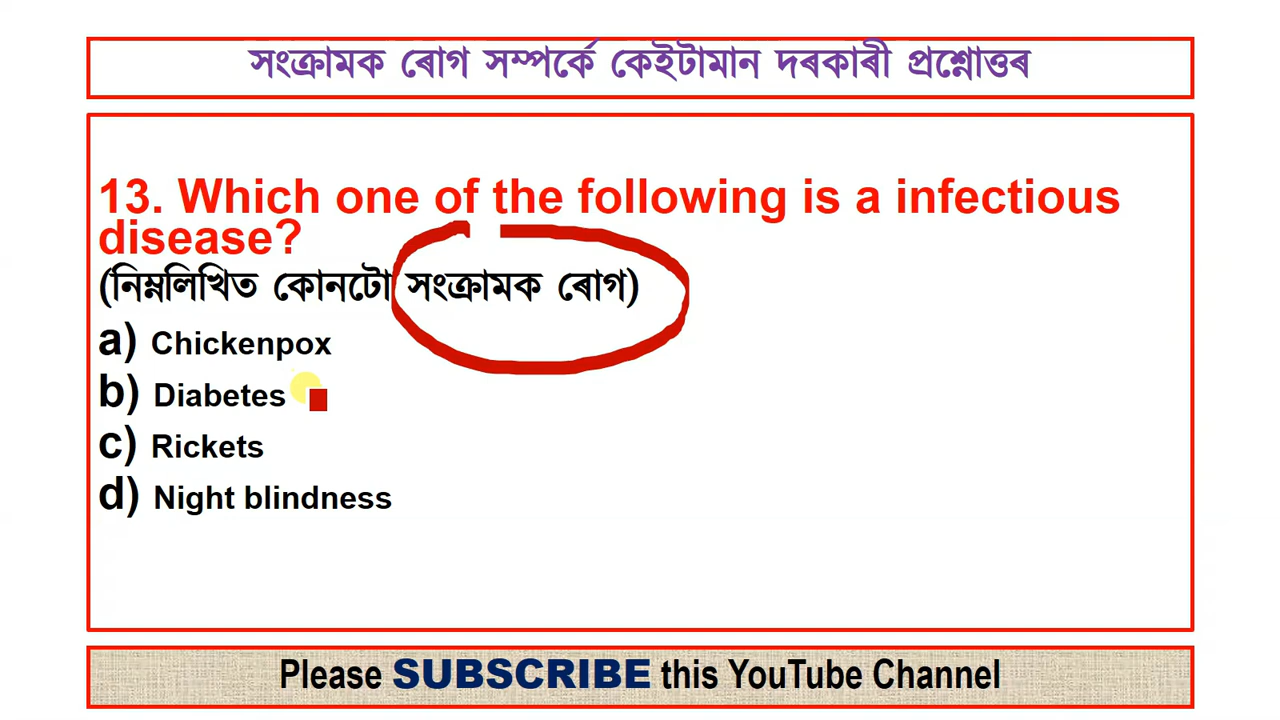 সংক্ৰামক ৰোগ সম্পৰ্কে কেইটামান দৰকাৰী প্ৰশ্নোত্তৰ
13. Which one of the following is a infectious
disease?
(নিম্নলিখিত কোনটো সংক্ৰামক ৰোগ)
a) Chickenpox
b) Diabetes
c) Rickets
d) Night blindness
Please SUBSCRIBE this YouTube Channel